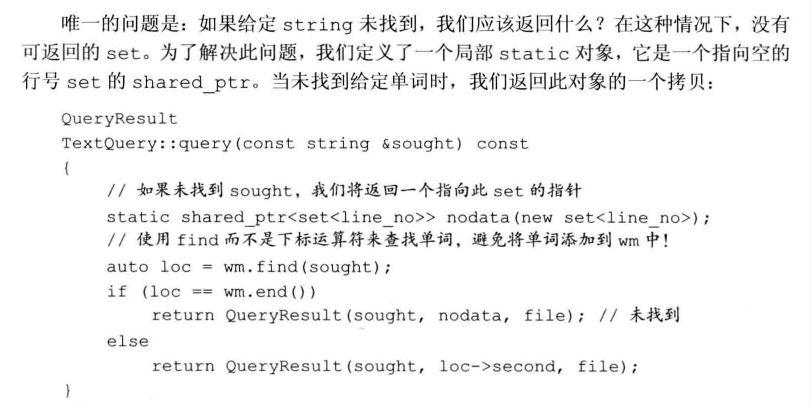 唯一的问题是：如果给定 string 未找到，我们应该返回什么？在这种情况下，没有
可返回的 set。为了解决此问题，我们定义了一个局部 static 对象，它是一个指向空的
行号 set 的 shared_ptr。当未找到给定单词时，我们返回此对象的一个拷贝：
QueryResult
TextQuery::query(const string &sought) const
{
// 如果未找到 sought，我们将返回一个指向此 set 的指针
static shared_ptr<set<line_no>> nodata(new set<line_no>);
// 使用 find 而不是下标运算符来查找单词，避免将单词添加到 wm 中！
auto loc = wm.find(sought);
if (loc == wm.end())
return QueryResult(sought, nodata, file); // 未找到
else
return QueryResult(sought, loc->second, file);
}